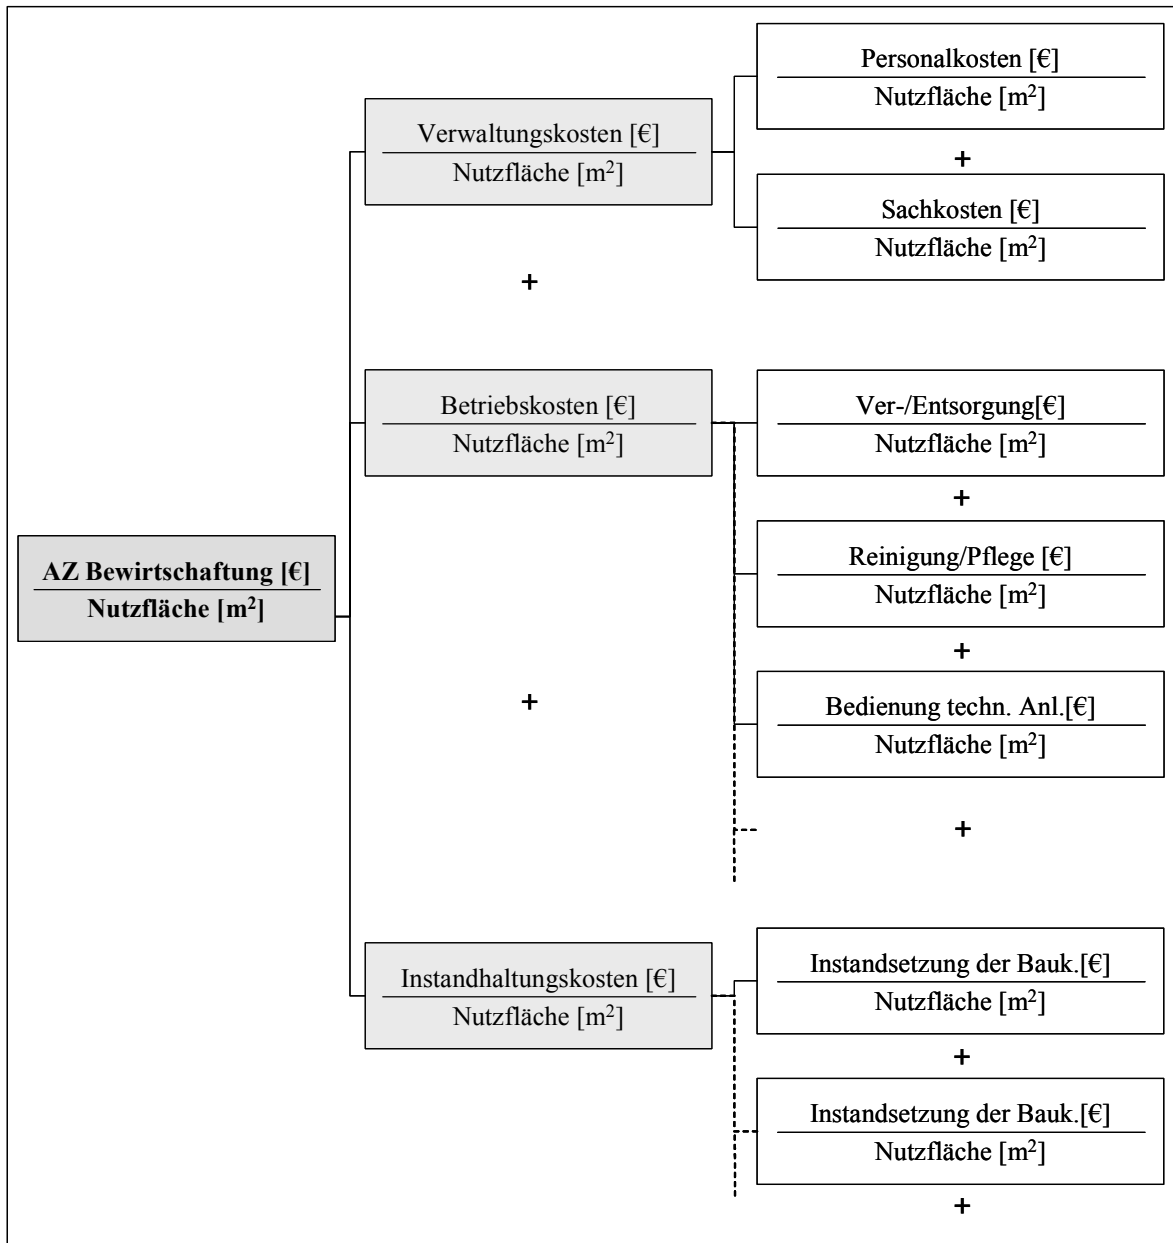 Personalkosten [€]
Nutzfläche [m²]
+
Sachkosten [€]
Nutzfläche [m²]
Verwaltungskosten [€]
Nutzfläche [m²]
+
Betriebskosten [€]
Nutzfläche [m²]
Ver-/Entsorgung[€]
Nutzfläche [m²]
+
Reinigung/Pflege [€]
Nutzfläche [m²]
+
Bedienung techn. Anl.[€]
Nutzfläche [m²]
+
AZ Bewirtschaftung [€]
Nutzfläche [m²]
+
Instandhaltungskosten [€]
Nutzfläche [m²]
Instandsetzung der Bauk.[€]
Nutzfläche [m²]
+
Instandsetzung der Bauk.[€]
Nutzfläche [m²]
+